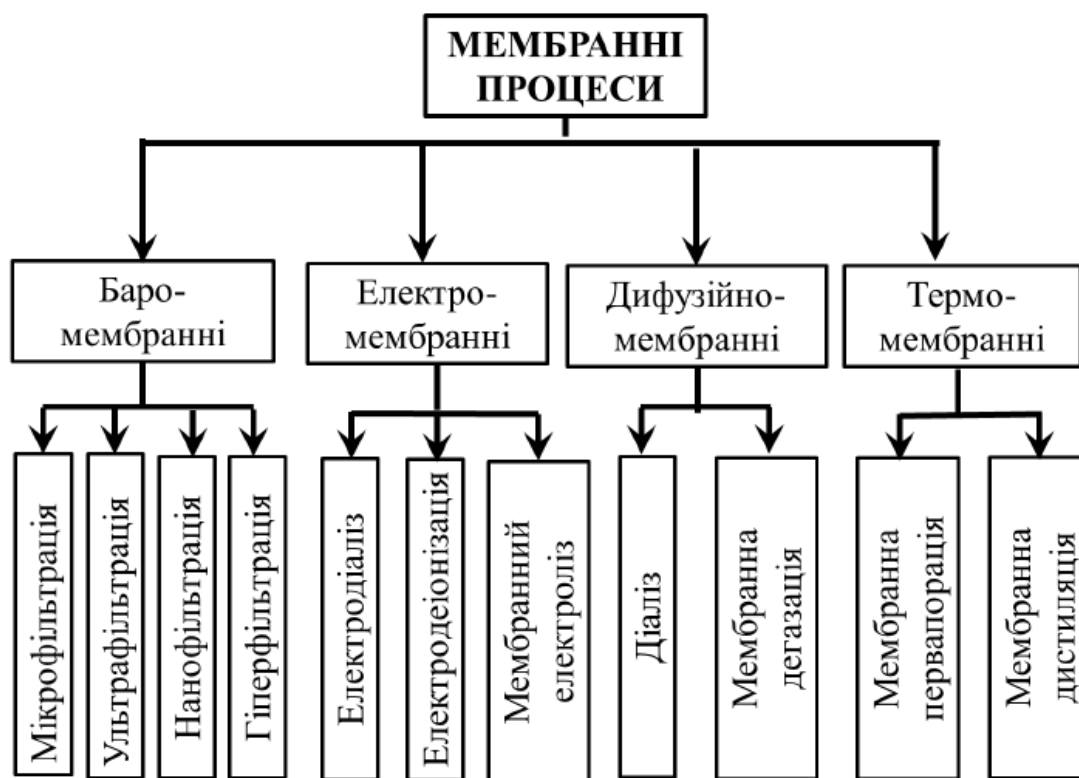 МЕМБРАННІ
ПРОЦЕСИ
Баро-
мембранні
Електро-
мембранні
Дифузійно-
мембранні
Термо-
мембранні
Мікрофільтрація
Ультрафільтрація
Нанофільтрація
Гіперфільтрація
Електродіаліз
Електродеіонізація
Мембранний
електроліз
Діаліз
Мембранна
дегазація
Мембранна
первапорація
Мембранна
дистиляція